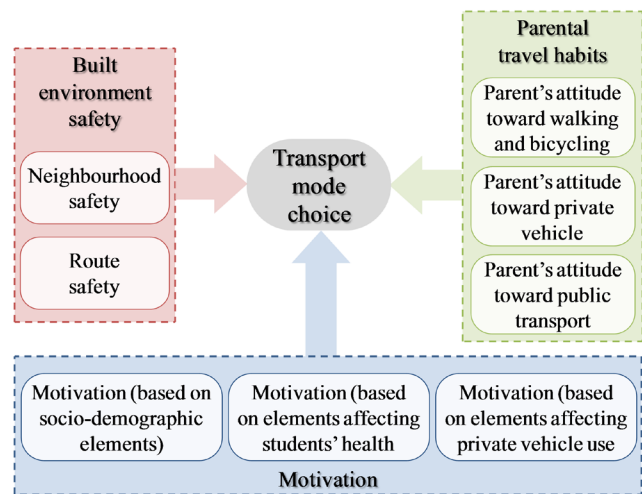 Built
environment
safety
Neighbourhood
safety
Route
safety
Transport
mode
choice
Parental
travel habits
Parent's attitude
toward walking
and bicycling
Parent's attitude
toward private
vehicle
Parent's attitude
toward public
transport
Motivation (based on
socio-demographic
elements)
Motivation (based
on elements affecting
students' health
Motivation (based
on elements affecting
private vehicle use
Motivation